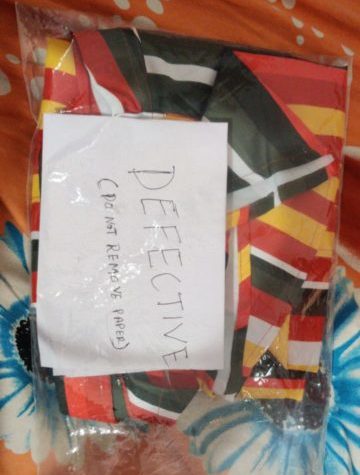 DEFECTIVE
(DO NOT REMOVE PAPER)